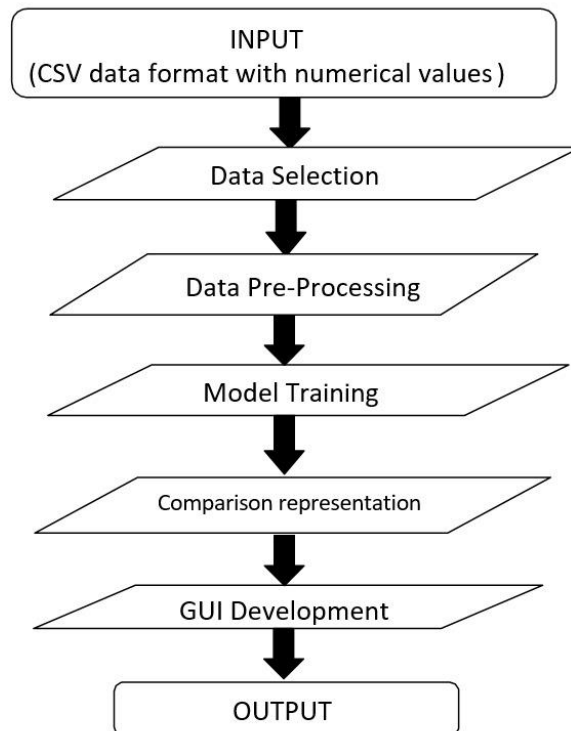 INPUT
(CSV data format with numerical values )
Data Selection
Data Pre-Processing
Model Training
Comparison representation
GUI Development
OUTPUT